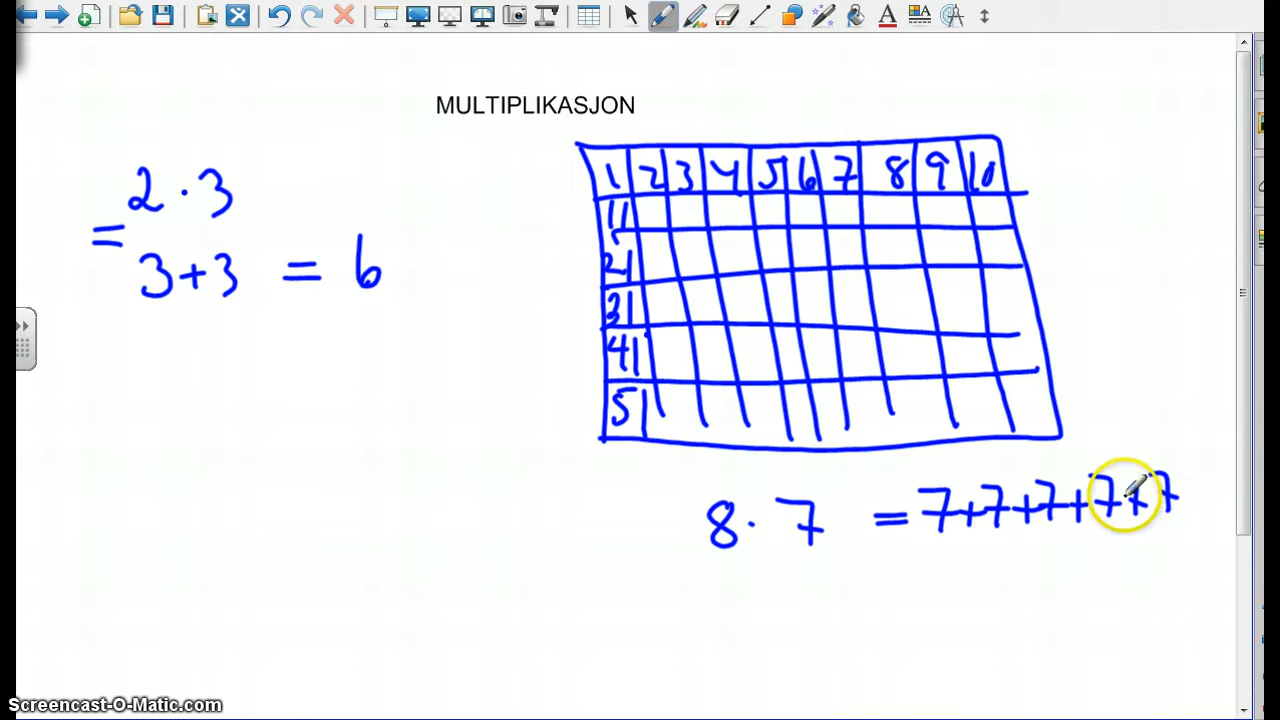 MULTIPLIKASJON
2 · 3
=
3+3 = 6
1 2 3 4 5 6 7 8 9 10
1
2
3
4
5
8 · 7 = 7+7+7+7+7
Screencast-O-Matic.com